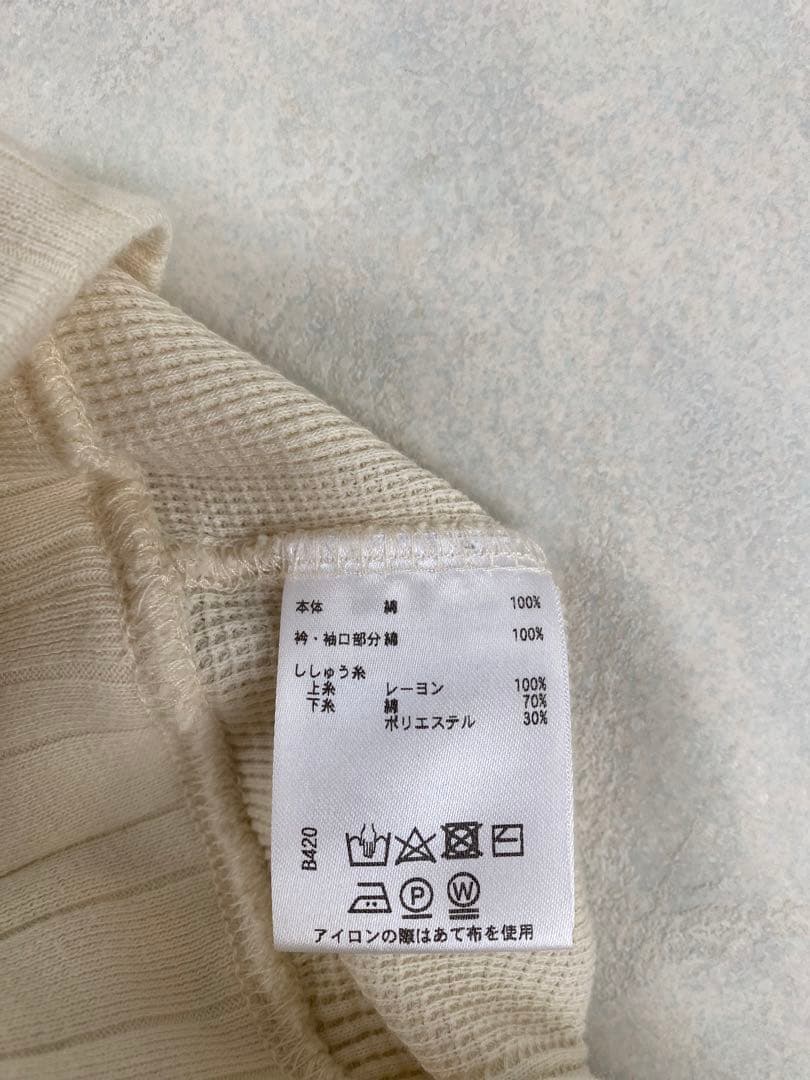 本体 綿 100%
衿・袖口部分 綿 100%
ししゅう糸
上糸 レーヨン 100%
下糸 綿 70%
ポリエステル 30%
B420
P W
アイロンの際はあて布を使用